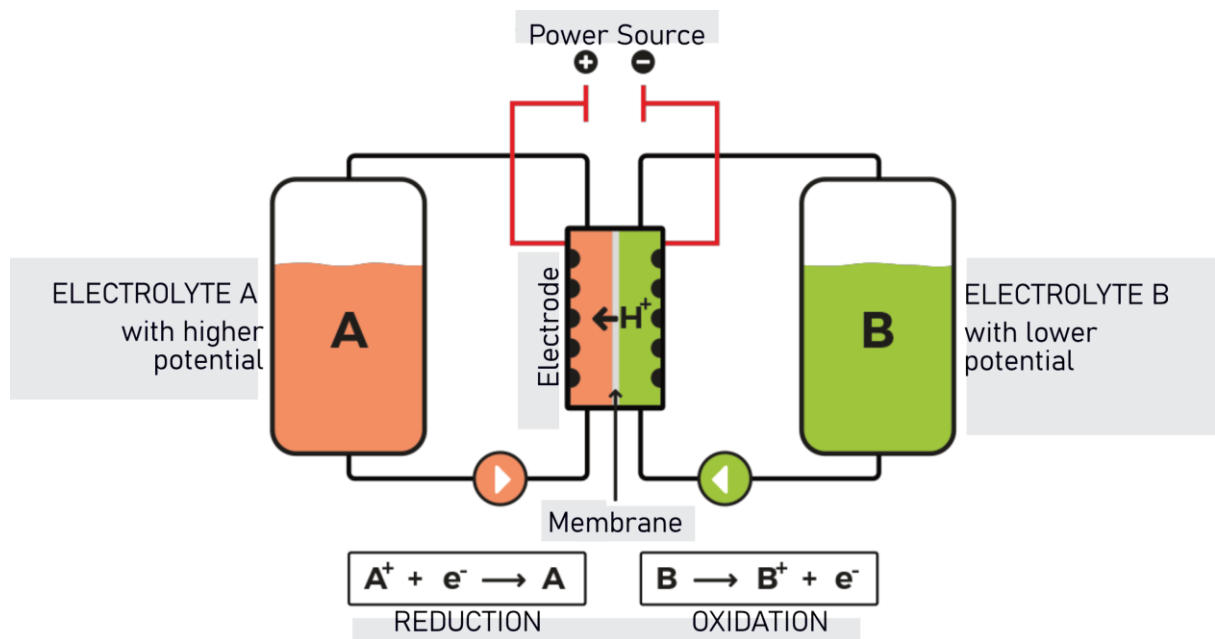 Power Source
+ −
ELECTROLYTE A
with higher
potential
A
Electrode
←H⁺
B
ELECTROLYTE B
with lower
potential
Membrane
A⁺ + e⁻ → A
B → B⁺ + e⁻
REDUCTION
OXIDATION